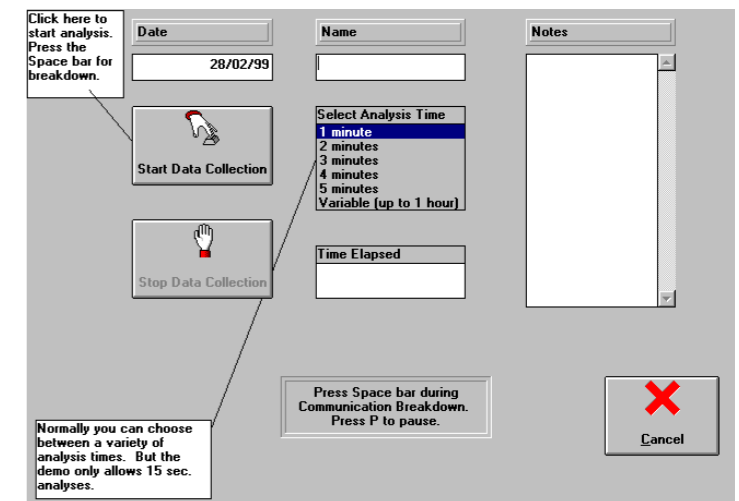 Click here to
start analysis.
Press the
Space bar for
breakdown.
Date
Name
Notes
28/02/99
Start Data Collection
Select Analysis Time
1 minute
2 minutes
3 minutes
4 minutes
5 minutes
Variable (up to 1 hour)
Stop Data Collection
Time Elapsed
Press Space bar during
Communication Breakdown.
Press P to pause.
Cancel
Normally you can choose
between a variety of
analysis times. But the
demo only allows 15 sec.
analyses.